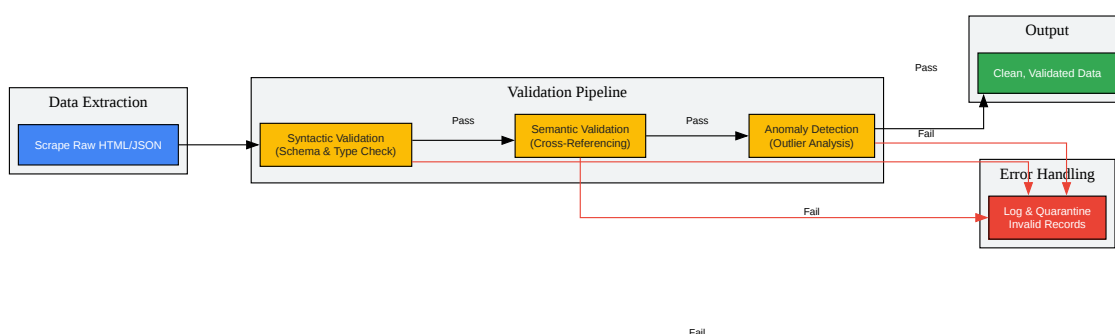 Output
Pass
Clean, Validated Data
Data Extraction
Validation Pipeline
Scrape Raw HTML/JSON
Syntactic Validation
(Schema & Type Check)
Pass
Semantic Validation
(Cross-Referencing)
Pass
Anomaly Detection
(Outlier Analysis)
Fail
Error Handling
Log & Quarantine
Invalid Records
Fail
Fail